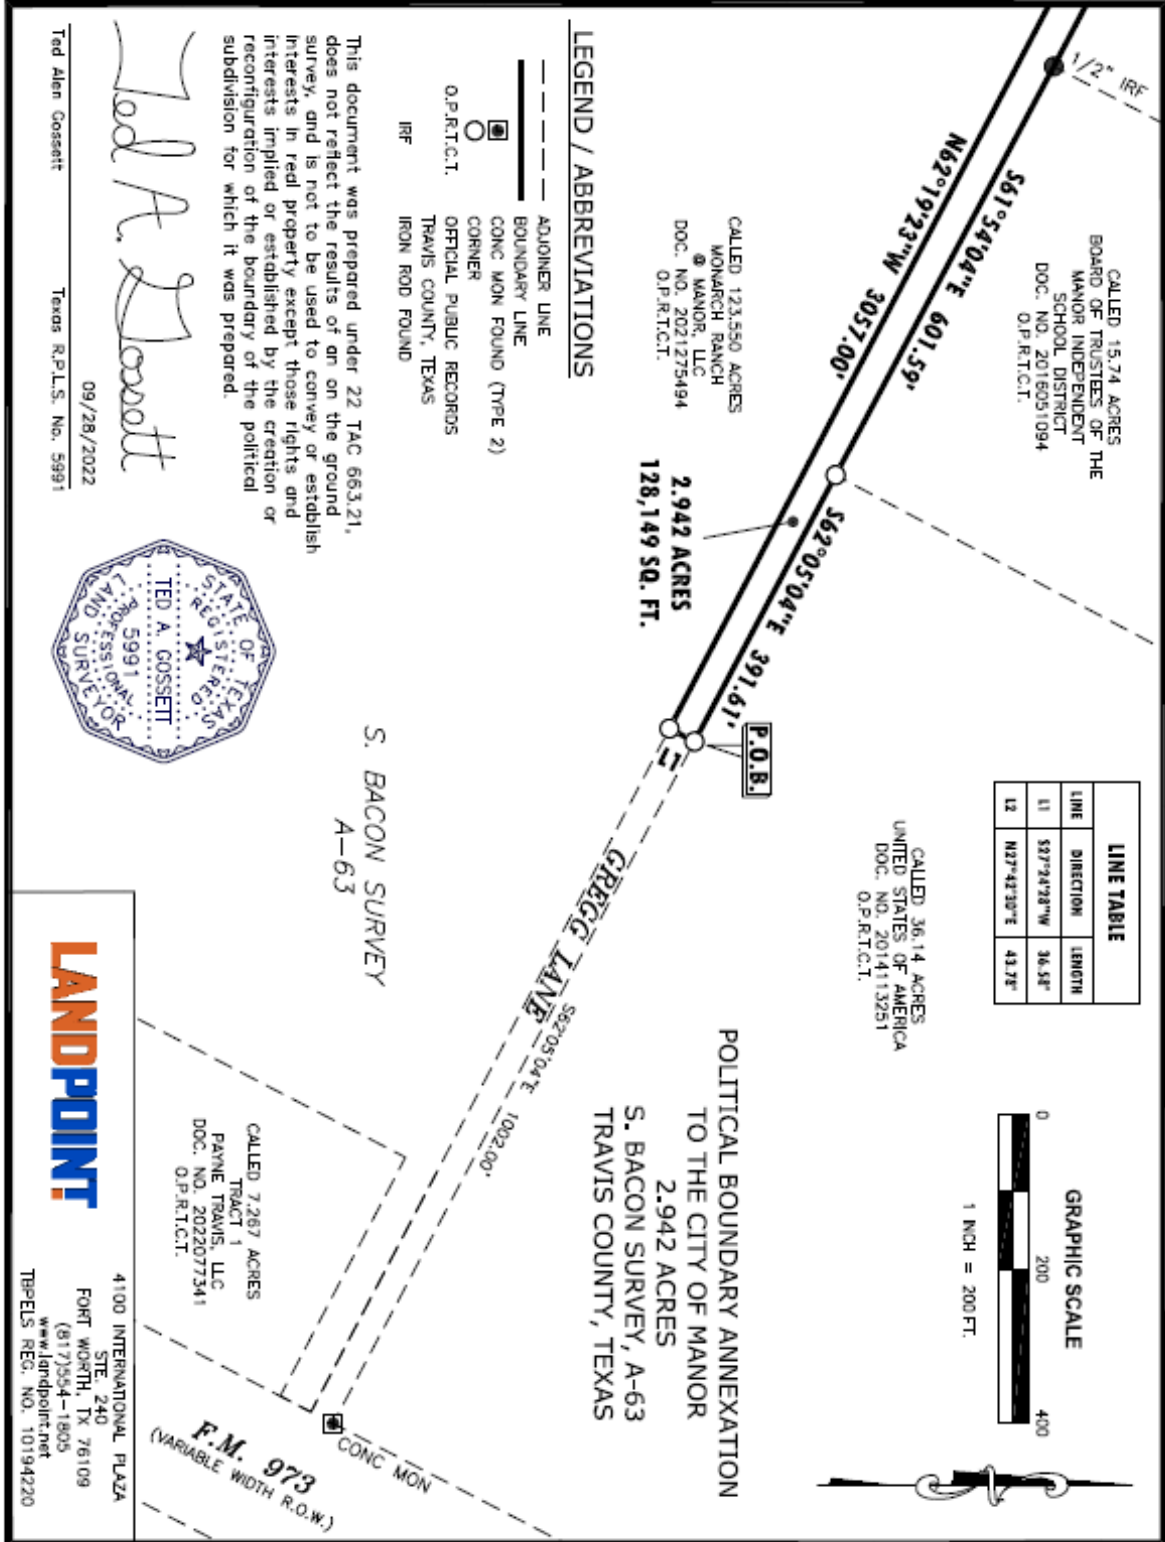 1/2" IRF
S61°54'04"E 601.59'
N62°19'23"W 3057.00'
CALLED 15.74 ACRES
BOARD OF TRUSTEES OF THE
MANOR INDEPENDENT
SCHOOL DISTRICT
DOC. NO. 2016051094
O.P.R.T.C.T.
CALLED 123.550 ACRES
MONARCH RANCH
@ MANOR, LLC
DOC. NO. 2021275494
O.P.R.T.C.T.
2.942 ACRES
128,149 SQ. FT.
S62°05'04"E 391.61'
P.O.B.
L1
LINE TABLE
LINE DIRECTION LENGTH
L1 S27°24'28"W 36.58'
L2 N27°42'30"E 43.78'
CALLED 36.14 ACRES
UNITED STATES OF AMERICA
DOC. NO. 2014113251
O.P.R.T.C.T.
GRAPHIC SCALE
0 200 400
1 INCH = 200 FT.
GREGG LANE
S62°05'04"E 1002.00'
POLITICAL BOUNDARY ANNEXATION
TO THE CITY OF MANOR
2.942 ACRES
S. BACON SURVEY, A-63
TRAVIS COUNTY, TEXAS
LEGEND / ABBREVIATIONS
ADJOINER LINE
BOUNDARY LINE
CONC MON FOUND (TYPE 2)
CORNER
O.P.R.T.C.T. OFFICIAL PUBLIC RECORDS
TRAVIS COUNTY, TEXAS
IRF IRON ROD FOUND
This document was prepared under 22 TAC 663.21,
does not reflect the results of an on the ground
survey, and is not to be used to convey or establish
interests in real property except those rights and
interests implied or established by the creation or
reconfiguration of the boundary of the political
subdivision for which it was prepared.
Ted A. Gossett
09/28/2022
Ted Alen Gossett Texas R.P.L.S. No. 5991
STATE OF TEXAS
REGISTERED
TED A. GOSSETT
5991
PROFESSIONAL
LAND SURVEYOR
S. BACON SURVEY
A-63
CALLED 7.267 ACRES
TRACT 1
PAYNE TRAVIS, LLC
DOC. NO. 2022077341
O.P.R.T.C.T.
CONC MON
F.M. 973
(VARIABLE WIDTH R.O.W.)
LANDPOINT
4100 INTERNATIONAL PLAZA
STE. 240
FORT WORTH, TX 76109
(817)554-1805
www.landpoint.net
TBPELS REG. NO. 10194220